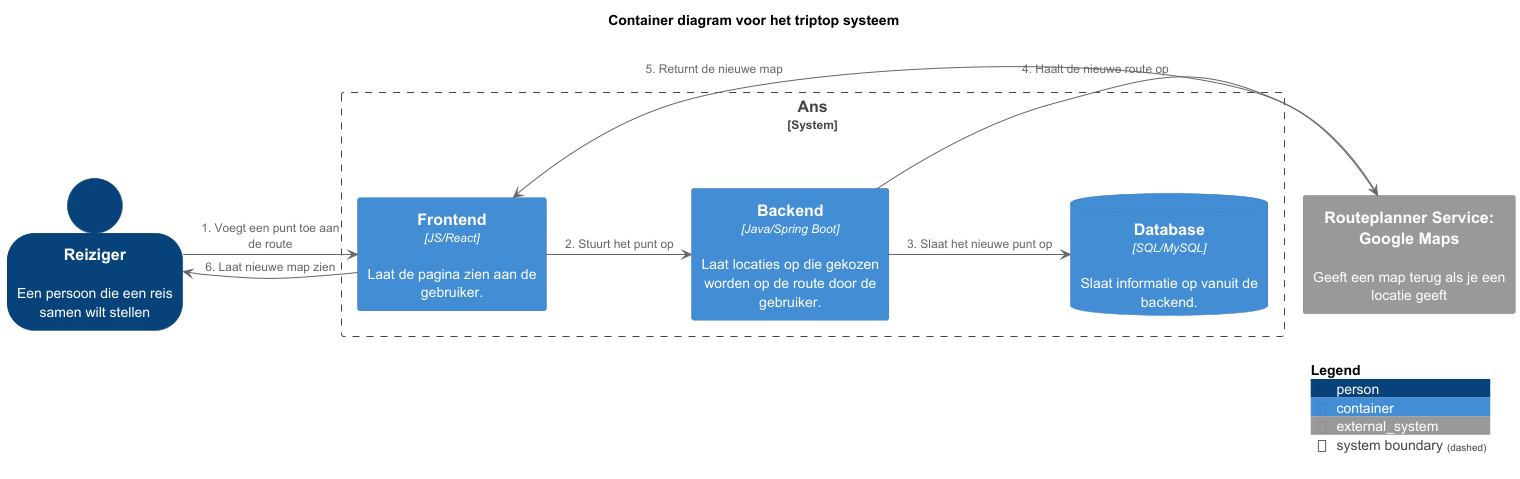 Container diagram voor het triptop systeem
5. Returnt de nieuwe map
4. Haalt de nieuwe route op
Ans
[System]
Reiziger
Een persoon die een reis
samen wilt stellen
1. Voegt een punt toe aan
de route
6. Laat nieuwe map zien
Frontend
[JS/React]
Laat de pagina zien aan de
gebruiker.
2. Stuurt het punt op
Backend
[Java/Spring Boot]
Laat locaties op die gekozen
worden op de route door de
gebruiker.
3. Slaat het nieuwe punt op
Database
[SQL/MySQL]
Slaat informatie op vanuit de
backend.
Routeplanner Service:
Google Maps
Geeft een map terug als je een
locatie geeft
Legend
person
container
external_system
system boundary (dashed)